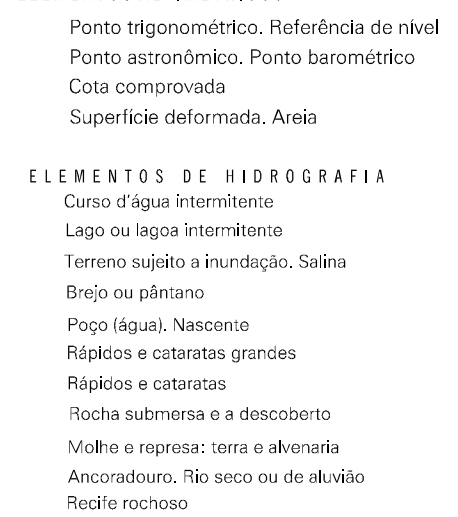 Ponto trigonométrico. Referência de nível
Ponto astronômico. Ponto barométrico
Cota comprovada
Superfície deformada. Areia
ELEMENTOS DE HIDROGRAFIA
Curso d'água intermitente
Lago ou lagoa intermitente
Terreno sujeito a inundação. Salina
Brejo ou pântano
Poço (água). Nascente
Rápidos e cataratas grandes
Rápidos e cataratas
Rocha submersa e a descoberto
Molhe e represa: terra e alvenaria
Ancoradouro. Rio seco ou de aluvião
Recife rochoso